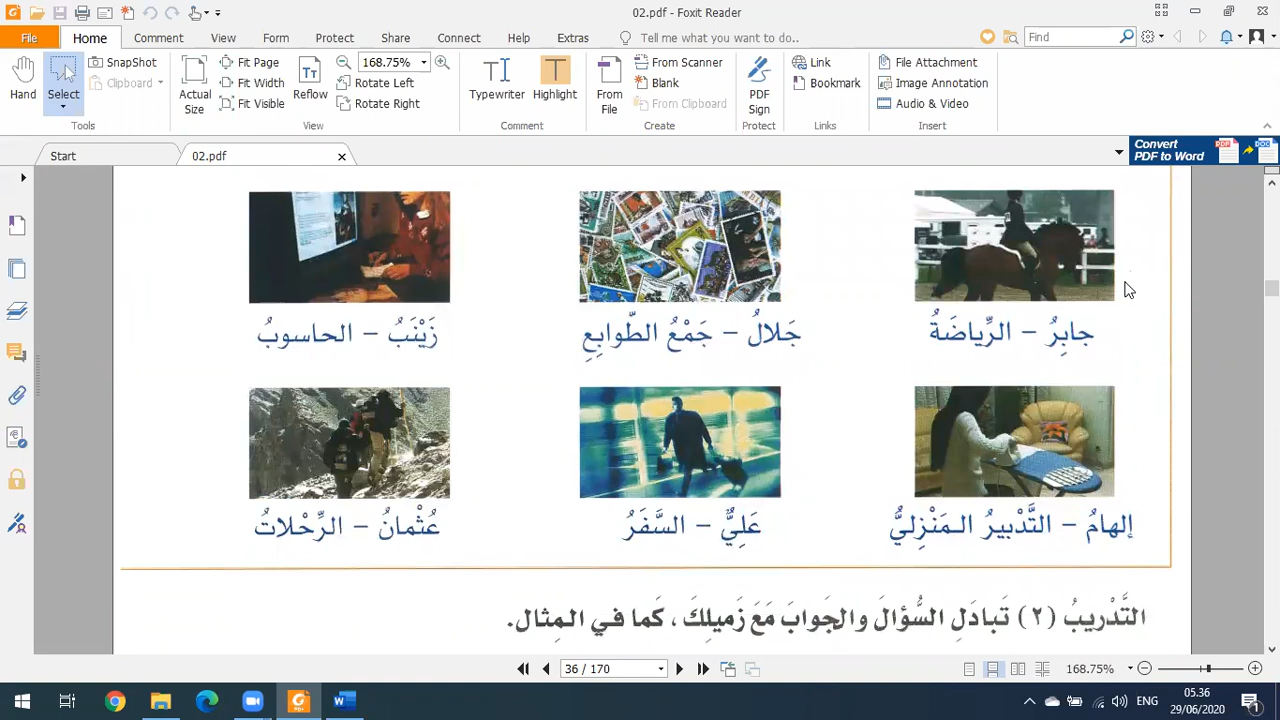 02.pdf - Foxit Reader
File Home Comment View Form Protect Share Connect Help Extras Tell me what you want to do.. Find
Hand
Select
SnapShot
Clipboard
Tools
Actual Size
Fit Page
Fit Width
Fit Visible
Reflow
168.75%
Rotate Left
Rotate Right
View
Typewriter
Highlight
Comment
From File
From Scanner
Blank
From Clipboard
Create
PDF Sign
Protect
Link
Bookmark
Links
File Attachment
Image Annotation
Audio & Video
Insert
Start
02.pdf
Convert PDF to Word
جابِرُ – الرِّياضَةُ
جَلالُ – جَمْعُ الطَّوابِعِ
زَيْنَبُ – الحاسوبُ
إلهامُ – التَّدْبيرُ الـمَنْزِليُّ
عَلِيٌّ – السَّفَرُ
عُثْمانُ – الرِّحْلاتُ
التَّدْريبُ (٢) تَبادَلِ السُّؤالَ والجَوابَ مَعَ زَميلِكَ ، كَما في الـمِثال.
36 / 170
168.75%
ENG
05.36
29/06/2020